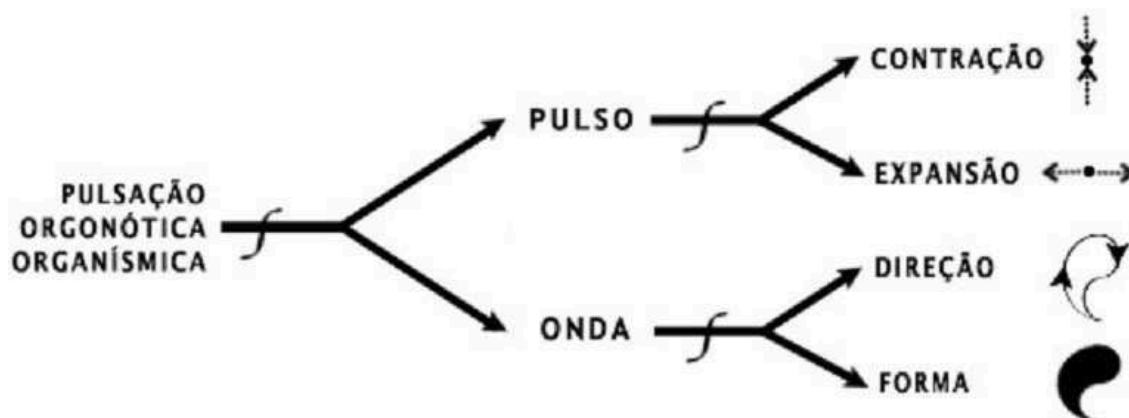 PULSAÇÃO
ORGONÓTICA
ORGANÍSMICA
PULSO
CONTRAÇÃO
EXPANSÃO
ONDA
DIREÇÃO
FORMA